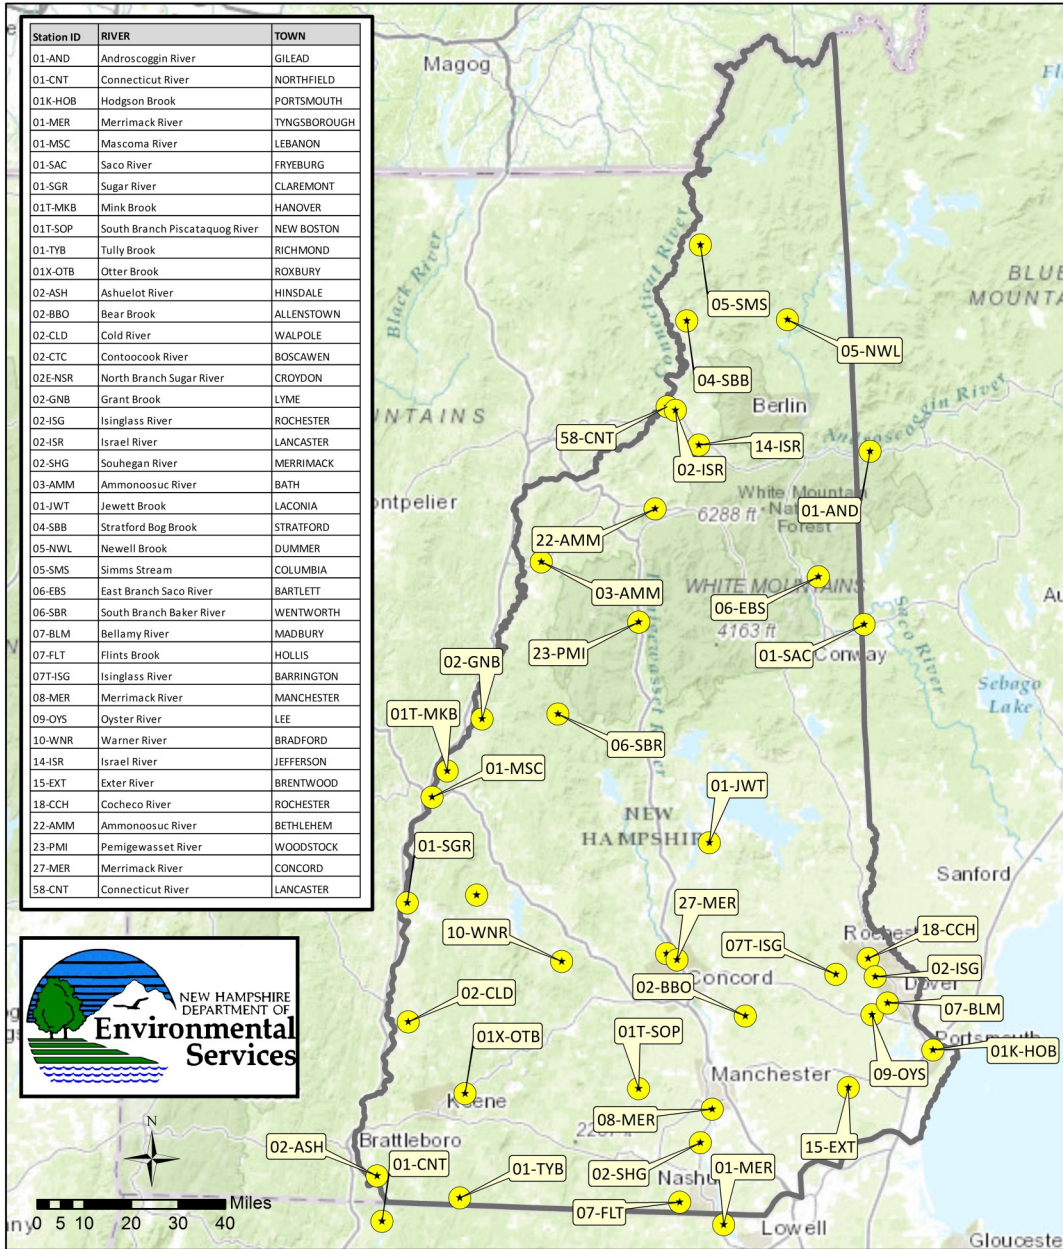 Station ID RIVER TOWN
01-AND Androscoggin River GILEAD
01-CNT Connecticut River NORTHFIELD
01K-HOB Hodgson Brook PORTSMOUTH
01-MER Merrimack River TYNGSBOROUGH
01-MSC Mascoma River LEBANON
01-SAC Saco River FRYEBURG
01-SGR Sugar River CLAREMONT
01T-MKB Mink Brook HANOVER
01T-SOP South Branch Piscataquog River NEW BOSTON
01-TYB Tully Brook RICHMOND
01X-OTB Otter Brook ROXBURY
02-ASH Ashuelot River HINSDALE
02-BBO Bear Brook ALLENSTOWN
02-CLD Cold River WALPOLE
02-CTC Contoocook River BOSCAWEN
02E-NSR North Branch Sugar River CROYDON
02-GNB Grant Brook LYME
02-ISG Isinglass River ROCHESTER
02-ISR Israel River LANCASTER
02-SHG Souhegan River MERRIMACK
03-AMM Ammonoosuc River BATH
01-JWT Jewett Brook LACONIA
04-SBB Stratford Bog Brook STRATFORD
05-NWL Newell Brook DUMMER
05-SMS Simms Stream COLUMBIA
06-EBS East Branch Saco River BARTLETT
06-SBR South Branch Baker River WENTWORTH
07-BLM Bellamy River MADBURY
07-FLT Flints Brook HOLLIS
07T-ISG Isinglass River BARRINGTON
08-MER Merrimack River MANCHESTER
09-OYS Oyster River LEE
10-WNR Warner River BRADFORD
14-ISR Israel River JEFFERSON
15-EXT Exter River BRENTWOOD
18-CCH Cocheco River ROCHESTER
22-AMM Ammonoosuc River BETHLEHEM
23-PMI Pemigewasset River WOODSTOCK
27-MER Merrimack River CONCORD
58-CNT Connecticut River LANCASTER
Magog
Connecticut River
Black River
BLUE
MOUNTA
05-SMS
05-NWL
04-SBB
Berlin
Androscoggin River
UNTAINS
58-CNT
14-ISR
02-ISR
White Mountain
Nat
Forest
6288 ft
01-AND
ontpelier
22-AMM
03-AMM
WHITE MOUNTAINS
06-EBS
4163 ft
Au
23-PMI
01-SAC
Conway
Saco River
Sebago
Lake
02-GNB
01T-MKB
06-SBR
01-MSC
01-JWT
NEW
HAMPSHIRE
01-SGR
Sanford
27-MER
10-WNR
07T-ISG
Rochest
18-CCH
Concord
02-ISG
Dover
02-BBO
02-CLD
07-BLM
01X-OTB
01T-SOP
Portsmouth
01K-HOB
09-OYS
Manchester
Keene
08-MER
Brattleboro
02-ASH
01-CNT
01-TYB
02-SHG
15-EXT
01-MER
Nashu
07-FLT
Lowell
Glouceste
NEW HAMPSHIRE
DEPARTMENT OF
Environmental
Services
N
Miles
0 5 10 20 30 40